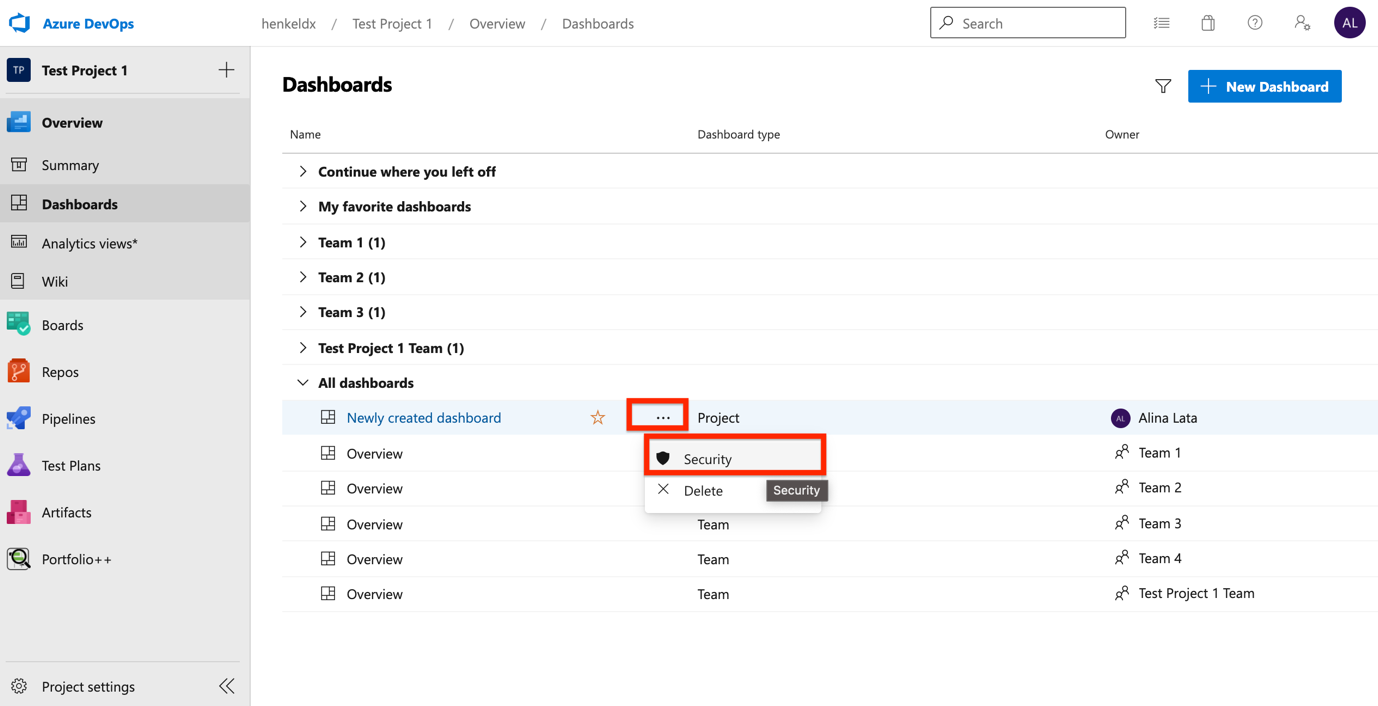 Azure DevOps
henkeldx / Test Project 1 / Overview / Dashboards
Search
AL
TP Test Project 1
Overview
Summary
Dashboards
Analytics views*
Wiki
Boards
Repos
Pipelines
Test Plans
Artifacts
Portfolio++
Project settings
Dashboards
New Dashboard
Name Dashboard type Owner
Continue where you left off
My favorite dashboards
Team 1 (1)
Team 2 (1)
Team 3 (1)
Test Project 1 Team (1)
All dashboards
Newly created dashboard ... Project AL Alina Lata
Overview Team 1
Security
Overview Team 2
Delete Security
Overview Team Team 3
Overview Team Team 4
Overview Team Test Project 1 Team